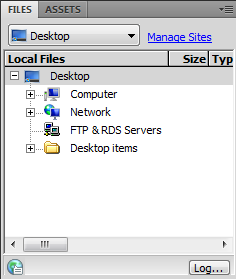 FILES ASSETS
Desktop Manage Sites
Local Files Size Typ
Desktop
Computer
Network
FTP & RDS Servers
Desktop items
Log...